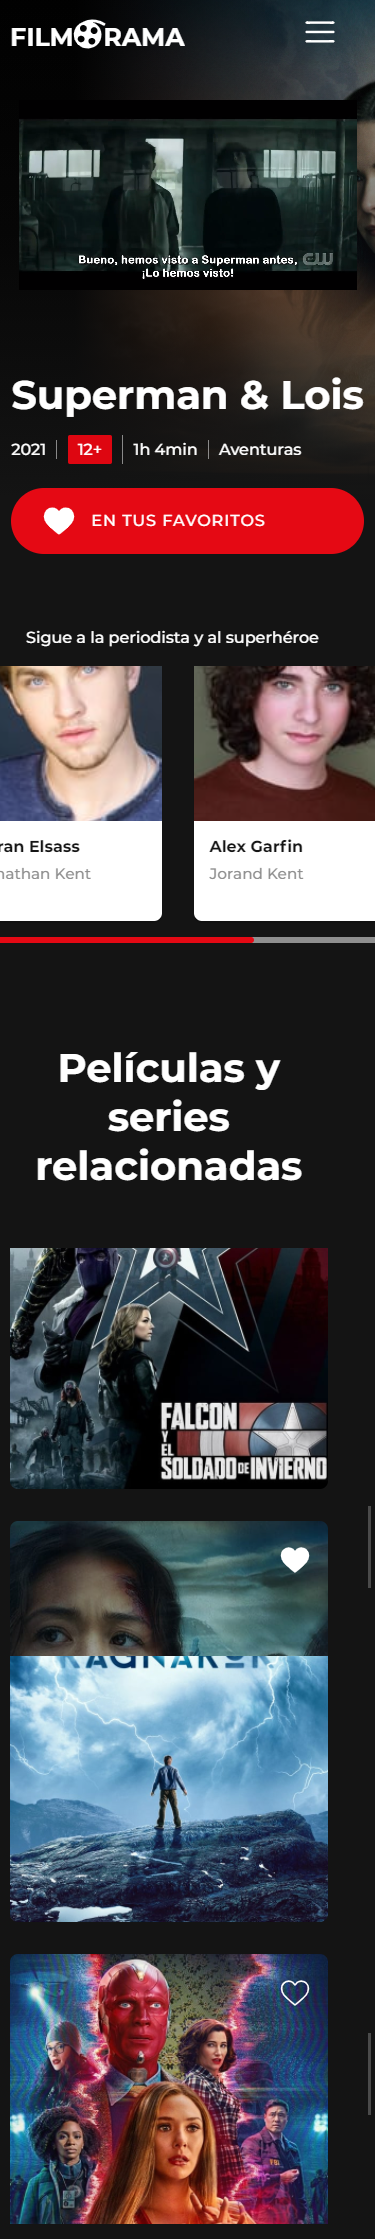 FILMORAMA
Bueno, hemos visto a Superman antes,
¡Lo hemos visto!
CW
Superman & Lois
2021 12+ 1h 4min Aventuras
EN TUS FAVORITOS
Sigue a la periodista y al superhéroe
ran Elsass
nathan Kent
Alex Garfin
Jorand Kent
Películas y
series
relacionadas
FALCON
Y EL
SOLDADO DE INVIERNO
RAGNAROK